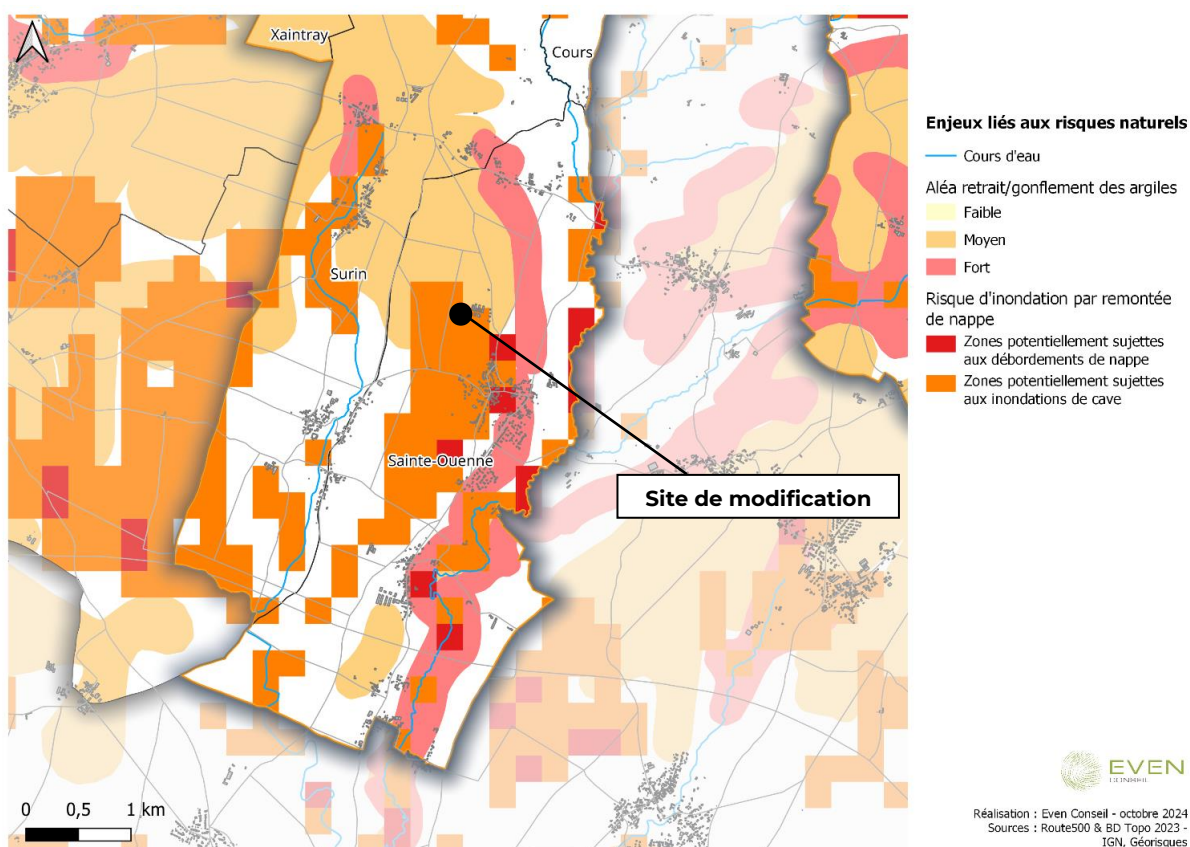 Xaintray
Cours
Surin
Sainte-Ouenne
Site de modification
0 0,5 1 km
Enjeux liés aux risques naturels
Cours d'eau
Aléa retrait/gonflement des argiles
Faible
Moyen
Fort
Risque d'inondation par remontée
de nappe
Zones potentiellement sujettes
aux débordements de nappe
Zones potentiellement sujettes
aux inondations de cave
EVEN
CONSEIL
Réalisation : Even Conseil - octobre 2024
Sources : Route500 & BD Topo 2023 -
IGN, Géorisques